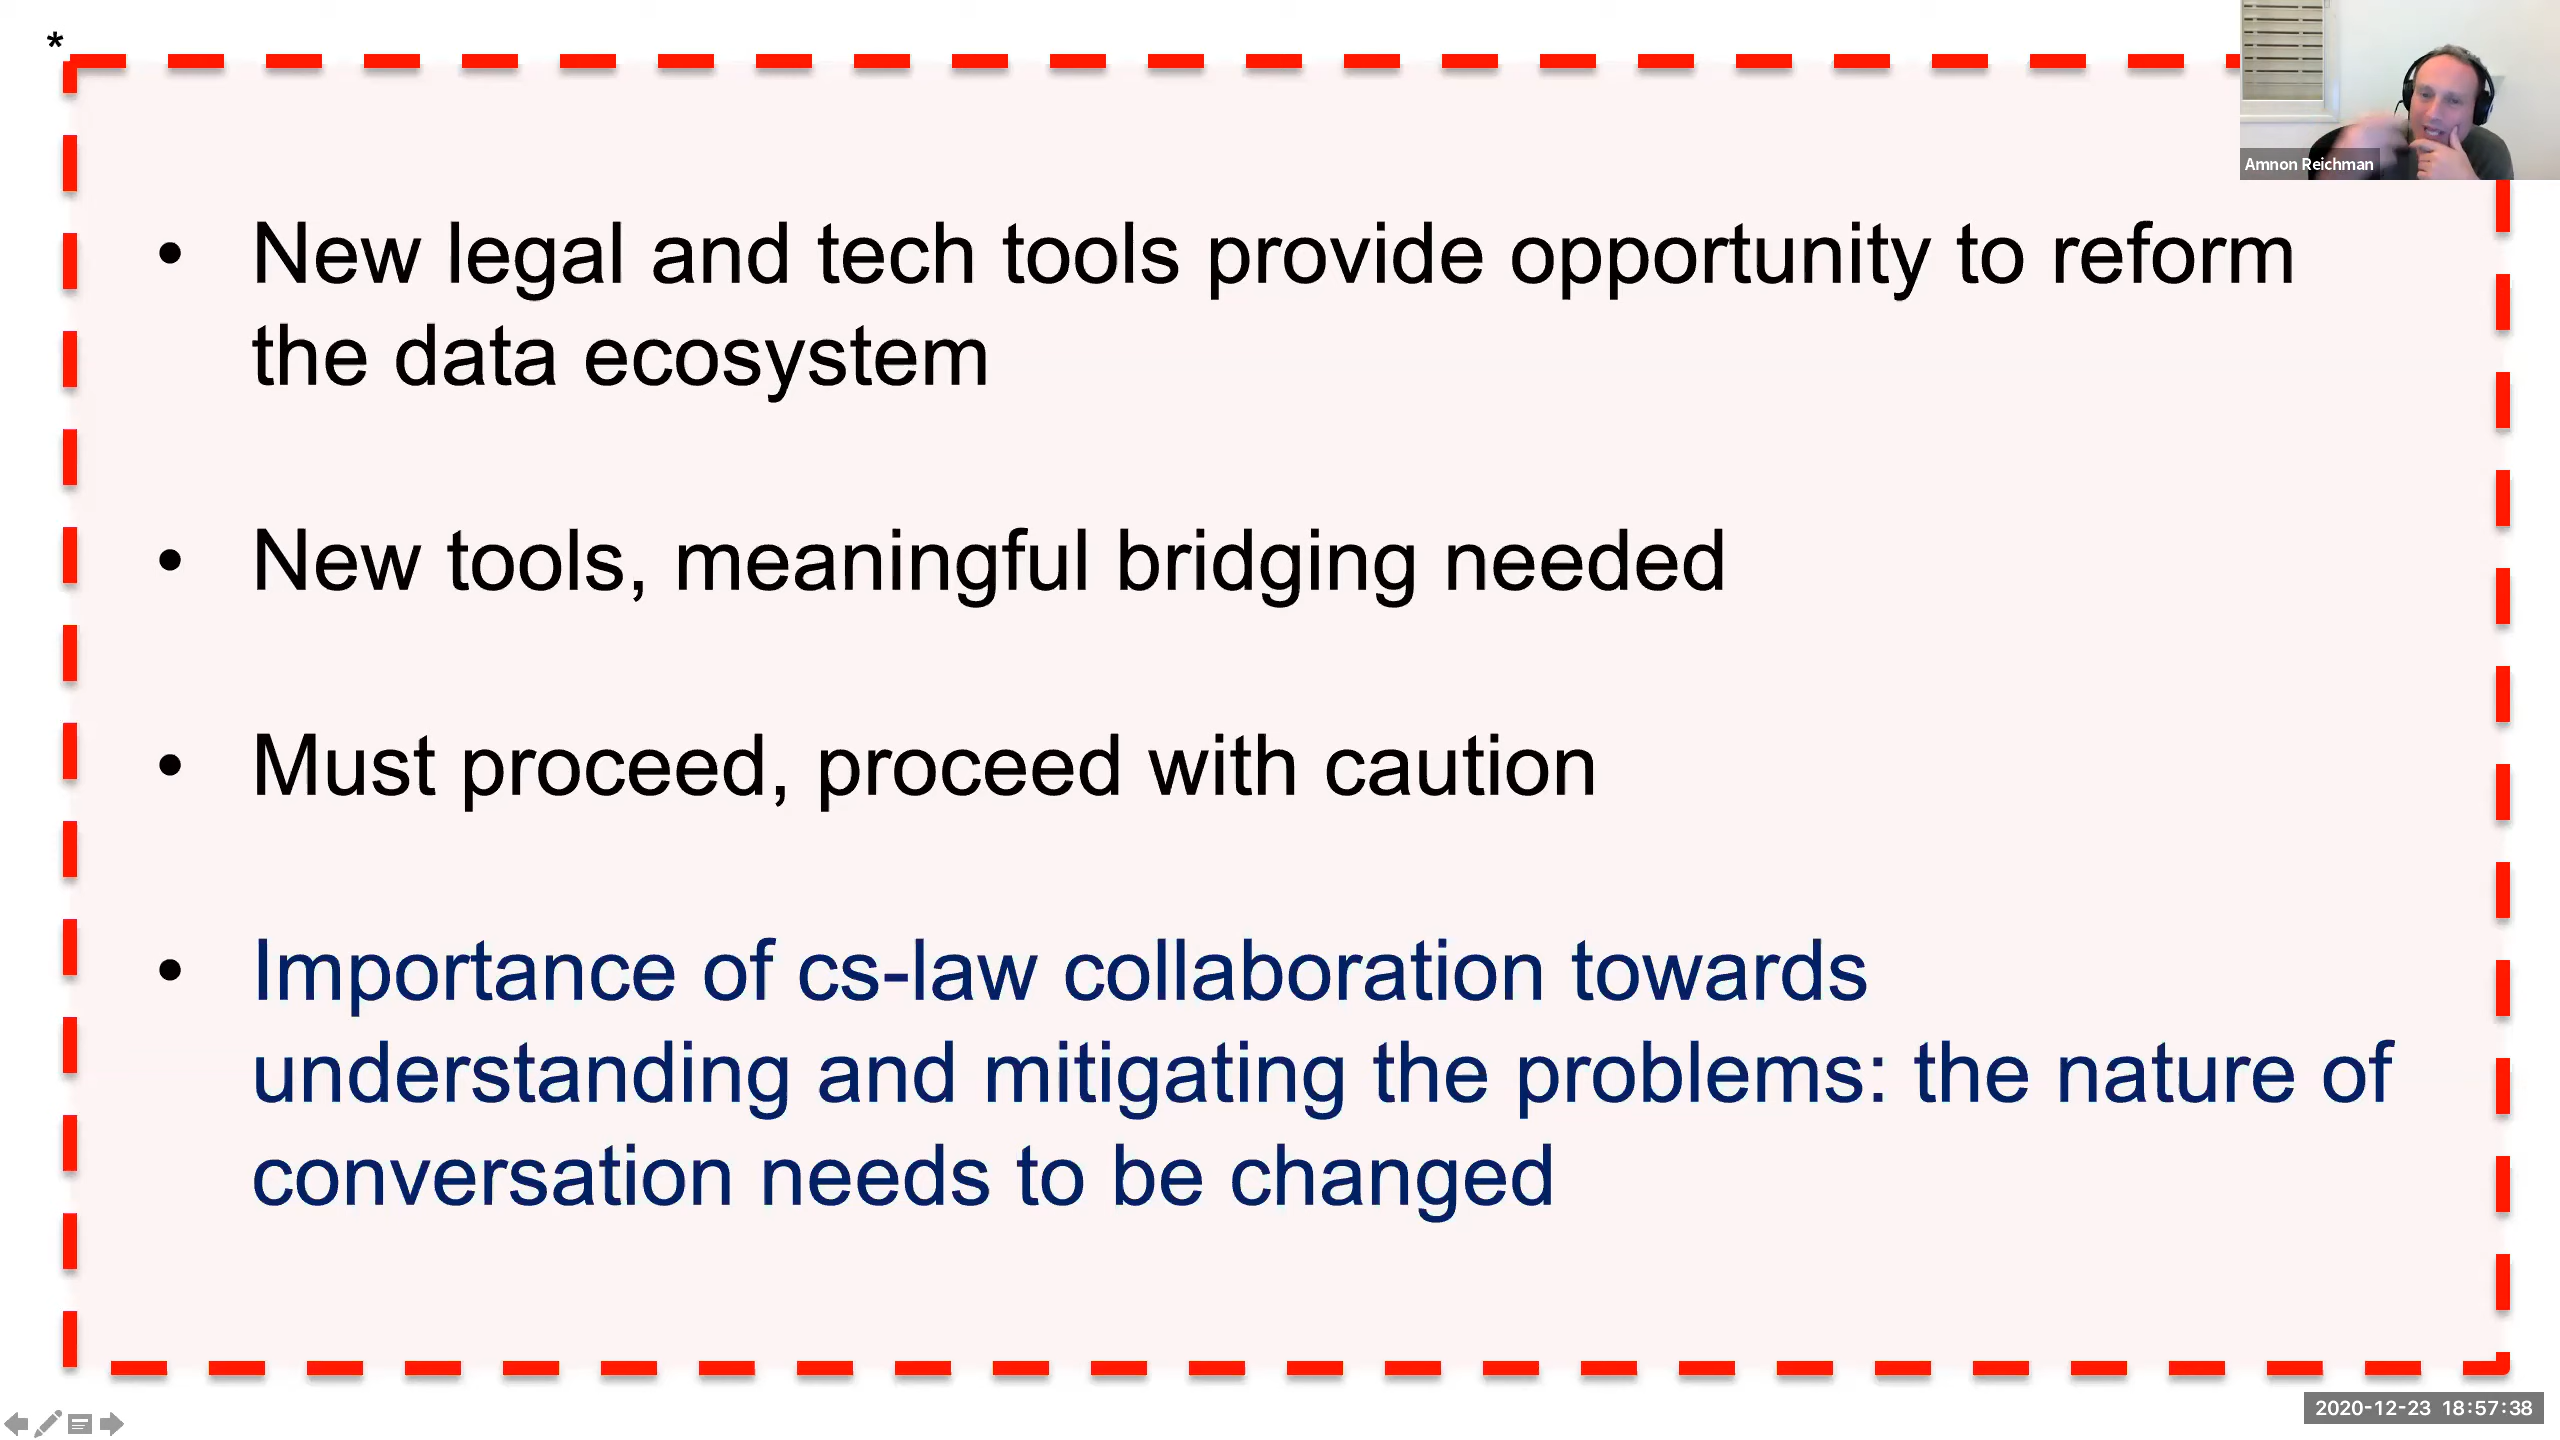 *
Amnon Reichman
• New legal and tech tools provide opportunity to reform
the data ecosystem
• New tools, meaningful bridging needed
• Must proceed, proceed with caution
• Importance of cs-law collaboration towards
understanding and mitigating the problems: the nature of
conversation needs to be changed
2020-12-23 18:57:38